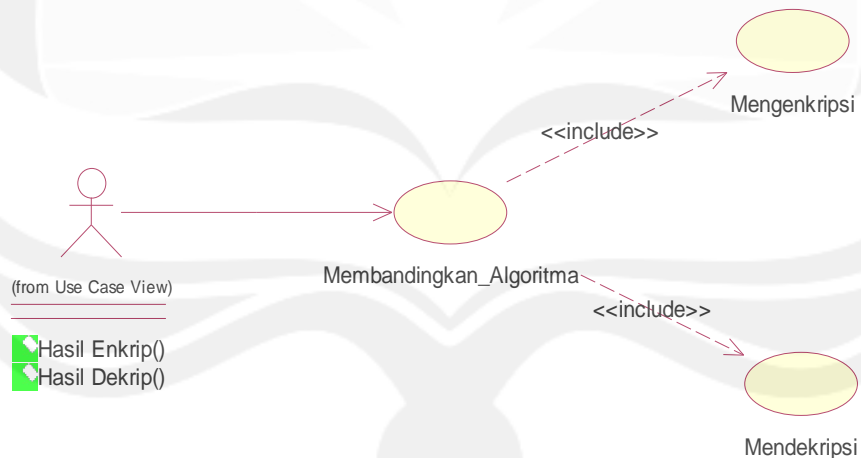 Mengenkripsi
<<include>>
(from Use Case View)
Membandingkan_Algoritma
<<include>>
Hasil Enkrip()
Hasil Dekrip()
Mendekripsi